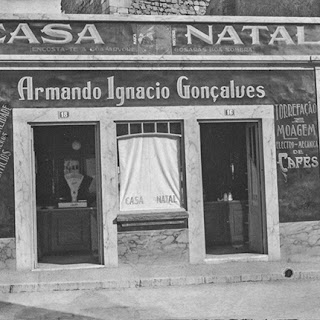 CASA NATAL
Armando Ignacio Gonçalves
TORREFAÇÃO
E
MOAGEM
ELECTRO-MECANICA
DE
CAFÉS
CASA NATAL